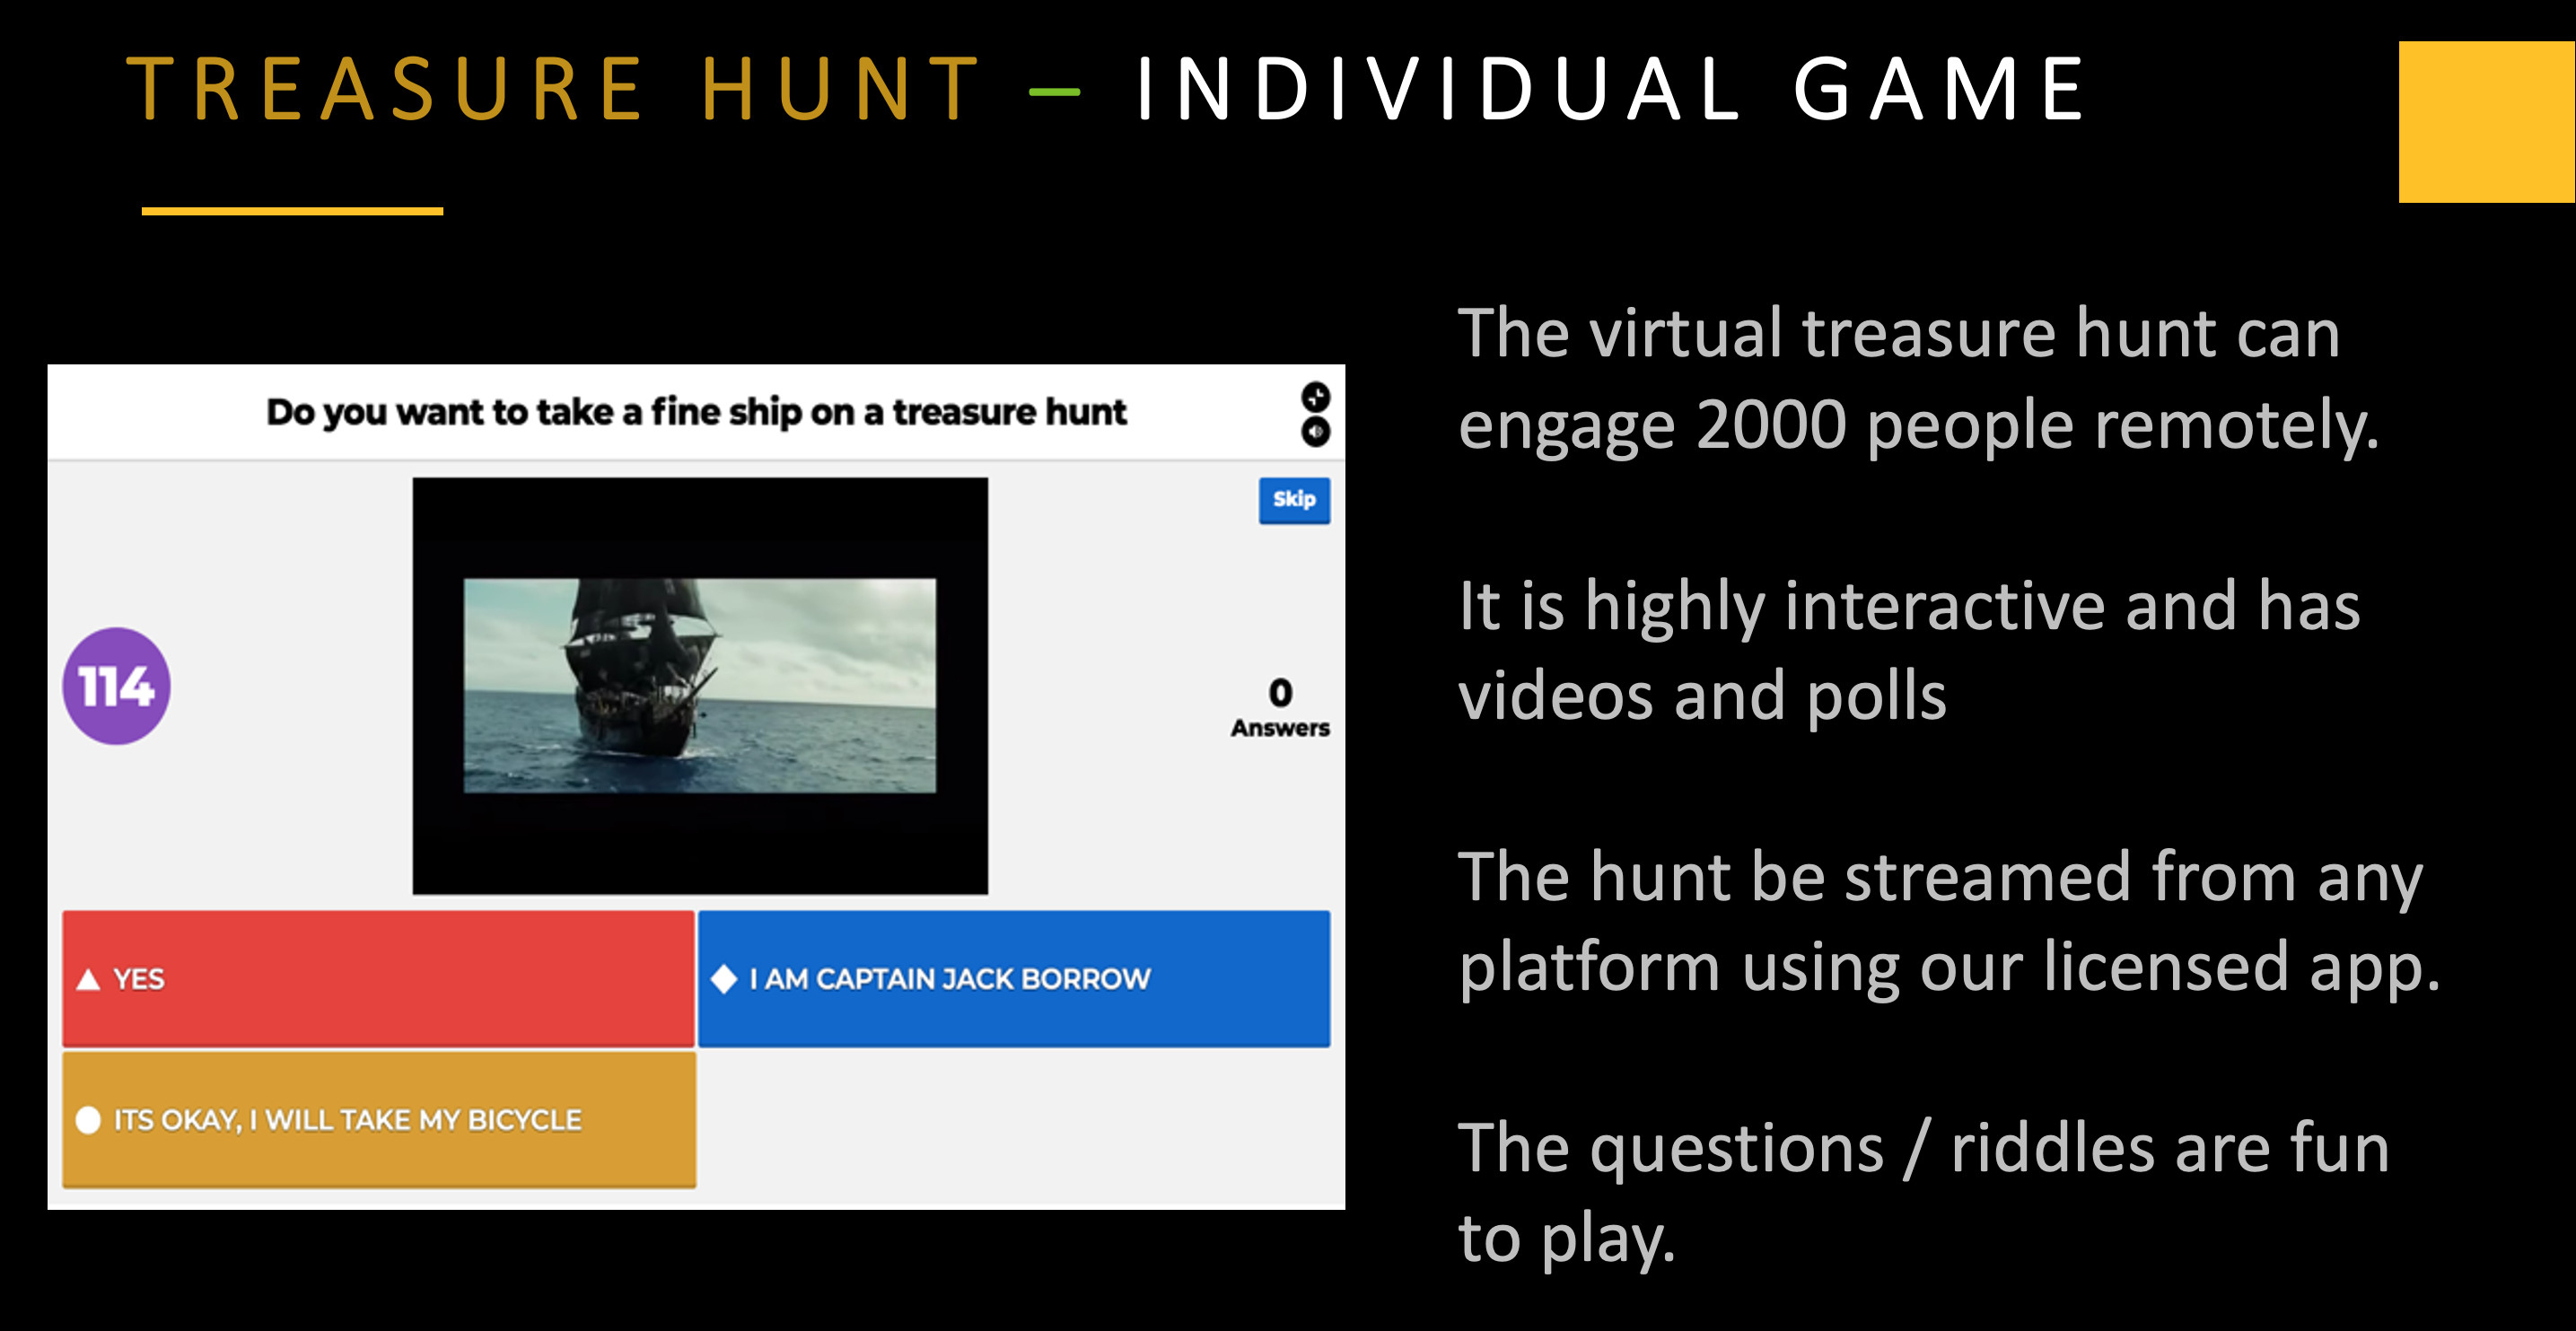 TREASURE HUNT – INDIVIDUAL GAME
Do you want to take a fine ship on a treasure hunt
Skip
114
0
Answers
YES
I AM CAPTAIN JACK BORROW
ITS OKAY, I WILL TAKE MY BICYCLE
The virtual treasure hunt can
engage 2000 people remotely.
It is highly interactive and has
videos and polls
The hunt be streamed from any
platform using our licensed app.
The questions / riddles are fun
to play.